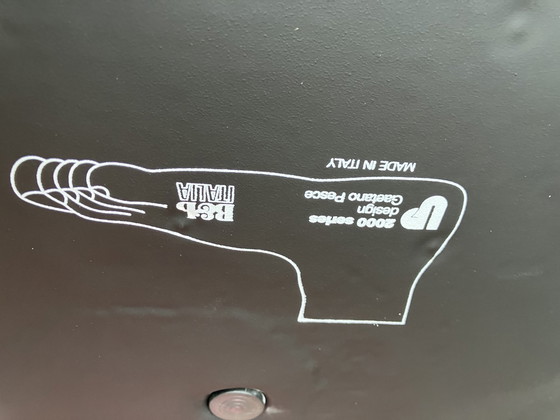 MADE IN ITALY
UP
2000 series
design
Gaetano Pesce
B&B
ITALIA